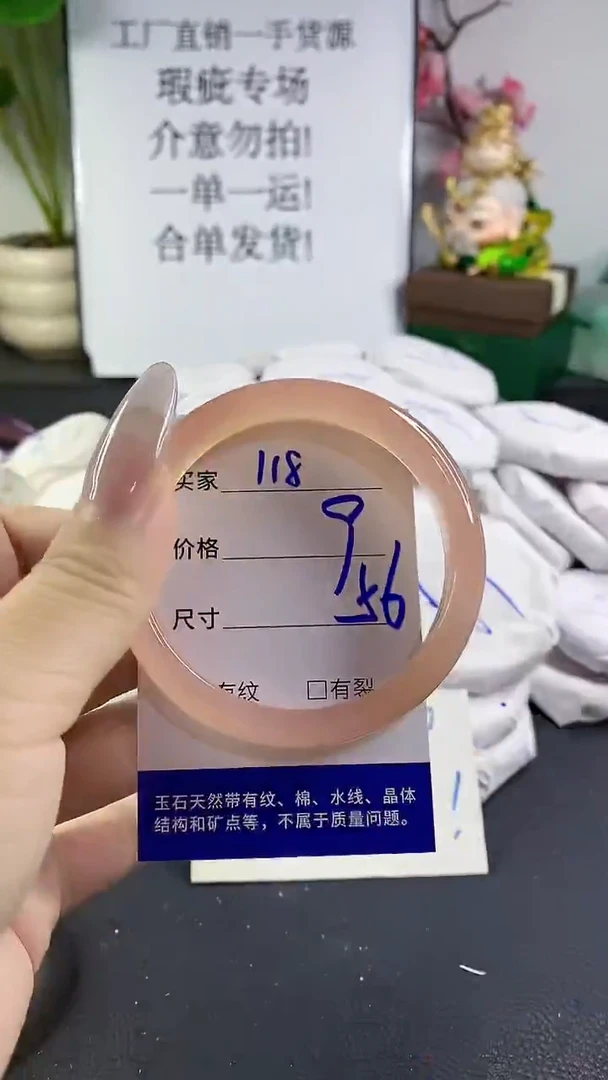 工厂直销一手货源
瑕疵专场
介意勿拍!
一单一运!
合单发货!
买家 118
价格 9
尺寸 56
有纹 □有裂
玉石天然带有纹、棉、水线、晶体
结构和矿点等，不属于质量问题。